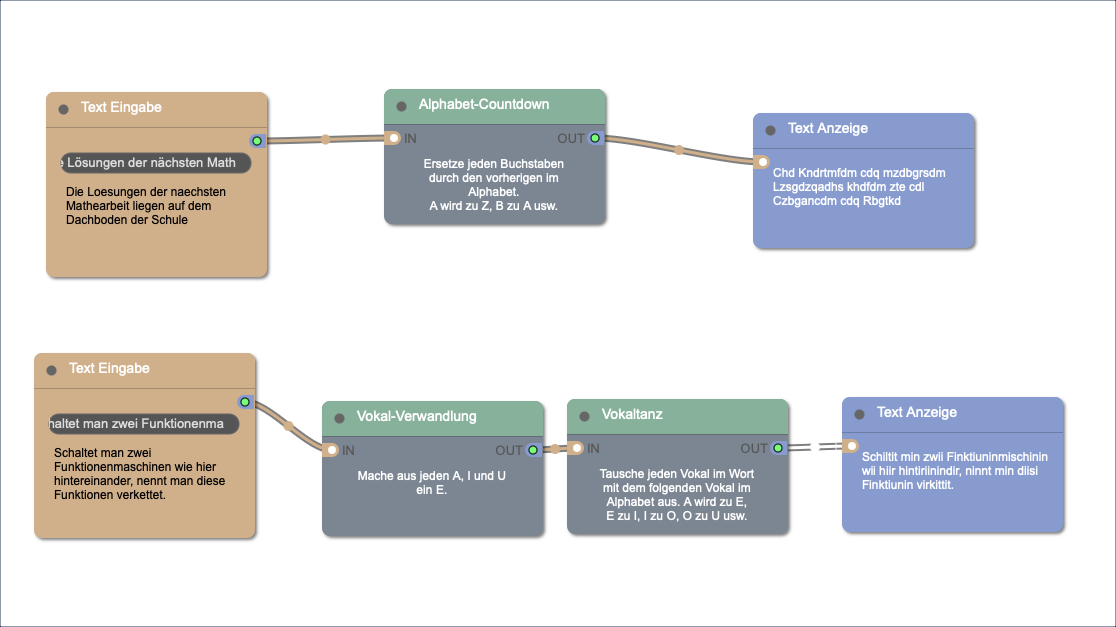 Text Eingabe
e Lösungen der nächsten Math
Die Loesungen der naechsten
Mathearbeit liegen auf dem
Dachboden der Schule
Alphabet-Countdown
IN
OUT
Ersetze jeden Buchstaben
durch den vorherigen im
Alphabet.
A wird zu Z, B zu A usw.
Text Anzeige
Chd Kndrtmfdm cdq mzdbgrsdm
Lzsgdzqadhs khdfdm zte cdl
Czbgancdm cdq Rbgtkd
Text Eingabe
haltet man zwei Funktionenma
Schaltet man zwei
Funktionenmaschinen wie hier
hintereinander, nennt man diese
Funktionen verkettet.
Vokal-Verwandlung
IN
OUT
Mache aus jeden A, I und U
ein E.
Vokaltanz
IN
OUT
Tausche jeden Vokal im Wort
mit dem folgenden Vokal im
Alphabet aus. A wird zu E,
E zu I, I zu O, O zu U usw.
Text Anzeige
Schiltit min zwii Finktiuninmischinin
wii hiir hintiriinindir, ninnt min diisi
Finktiunin virkittit.